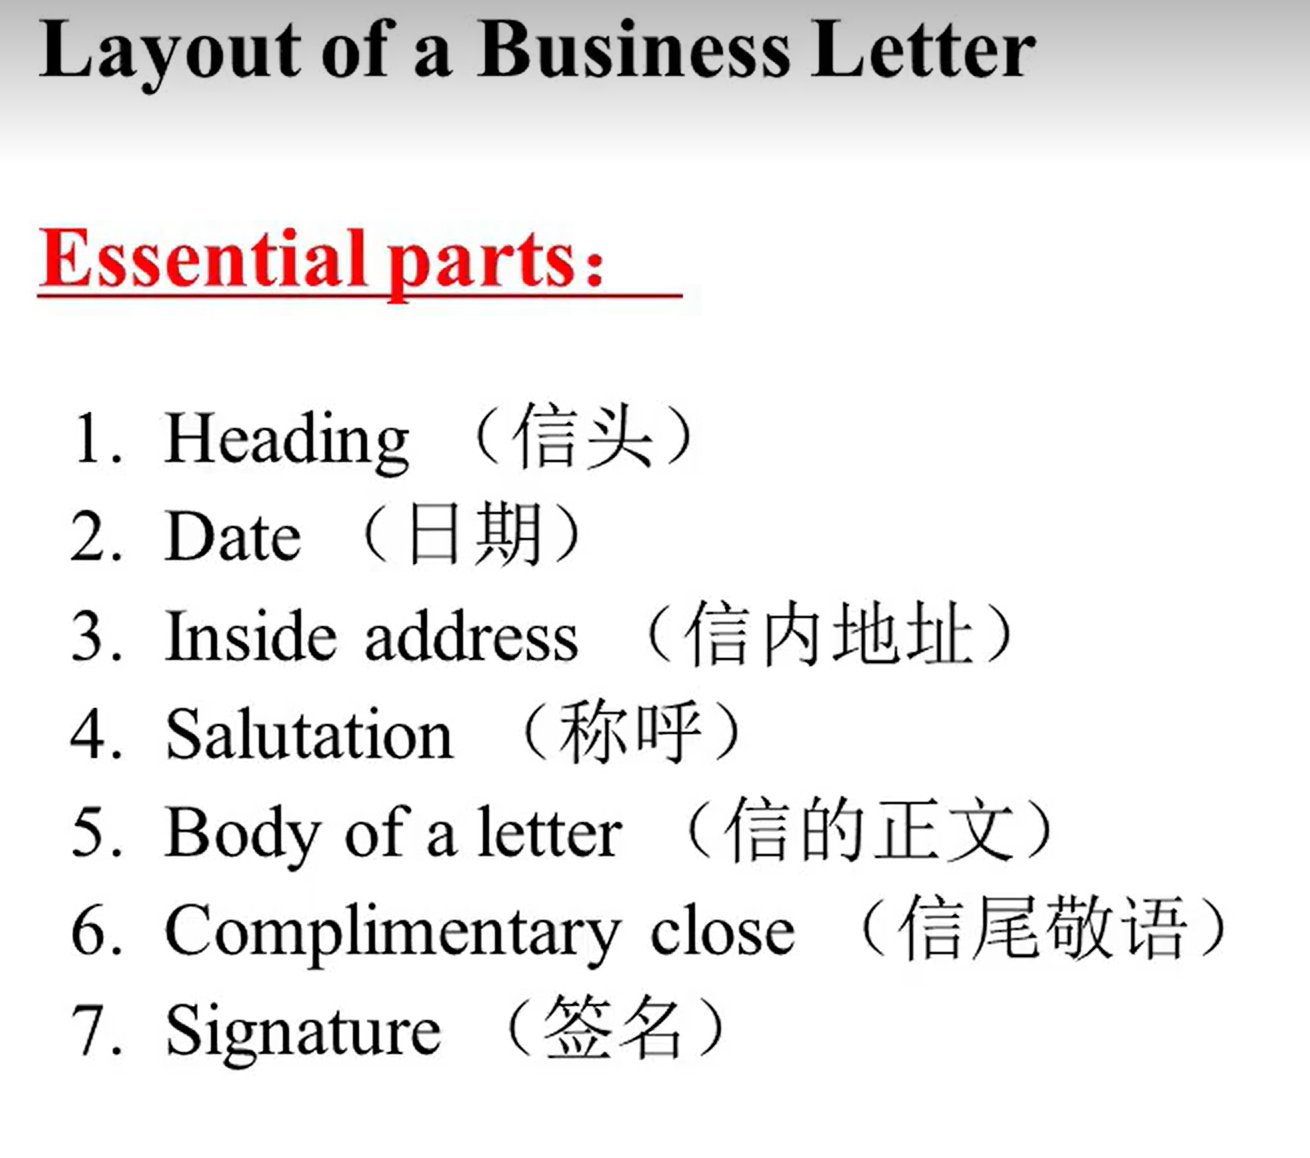 Layout of a Business Letter
Essential parts：
1. Heading （信头）
2. Date （日期）
3. Inside address （信内地址）
4. Salutation （称呼）
5. Body of a letter （信的正文）
6. Complimentary close （信尾敬语）
7. Signature （签名）